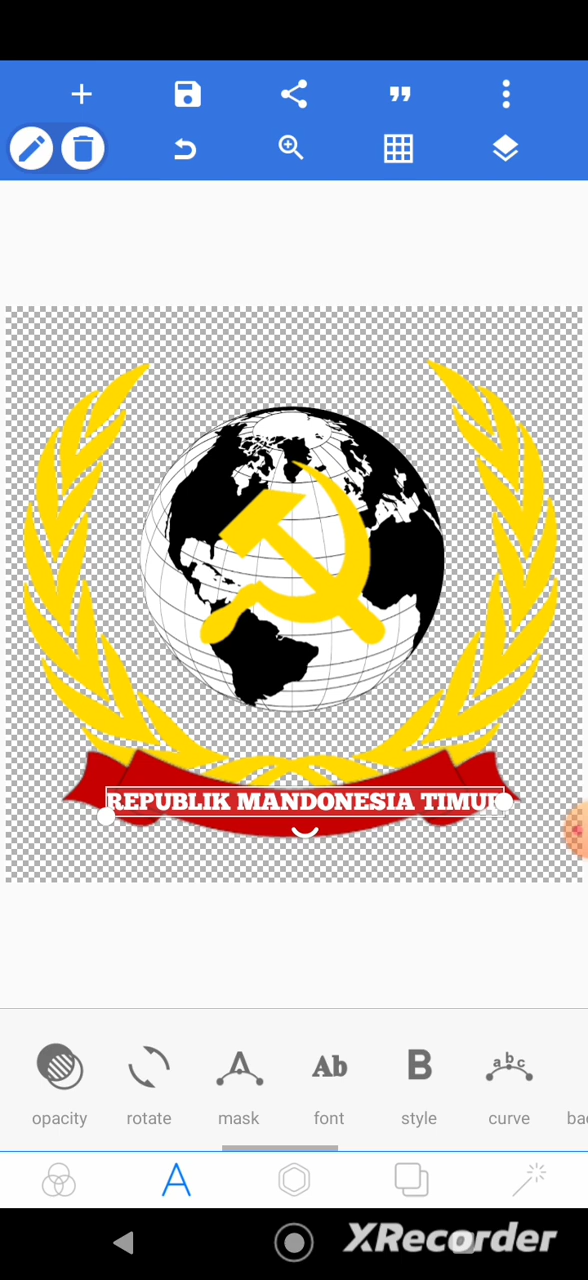 REPUBLIK MANDONESIA TIMUR
opacity
rotate
mask
Ab
font
B
style
abc
curve
A
XRecorder